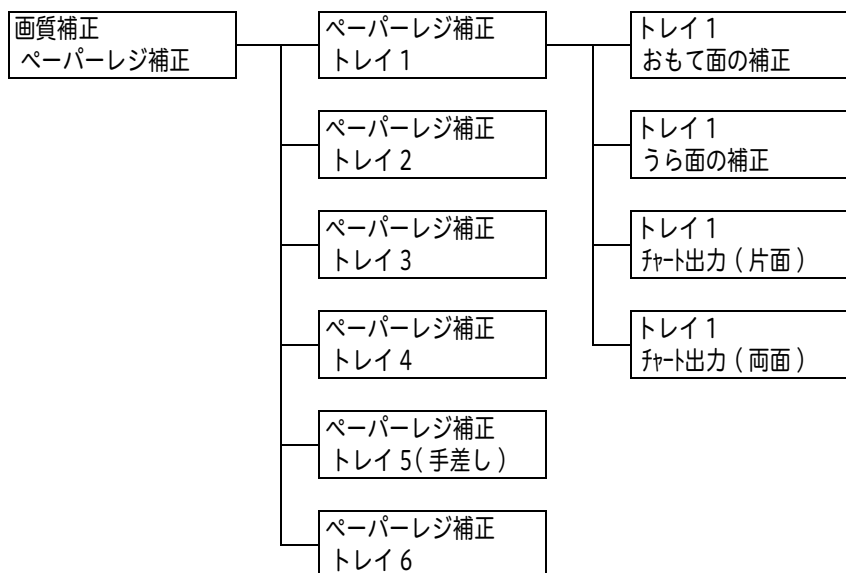 画質補正
ペーパーレジ補正
ペーパーレジ補正
トレイ 1
トレイ 1
おもて面の補正
ペーパーレジ補正
トレイ 2
トレイ 1
うら面の補正
ペーパーレジ補正
トレイ 3
トレイ 1
ﾁｬｰﾄ出力 ( 片面 )
ペーパーレジ補正
トレイ 4
トレイ 1
ﾁｬｰﾄ出力 ( 両面 )
ペーパーレジ補正
トレイ 5( 手差し )
ペーパーレジ補正
トレイ 6